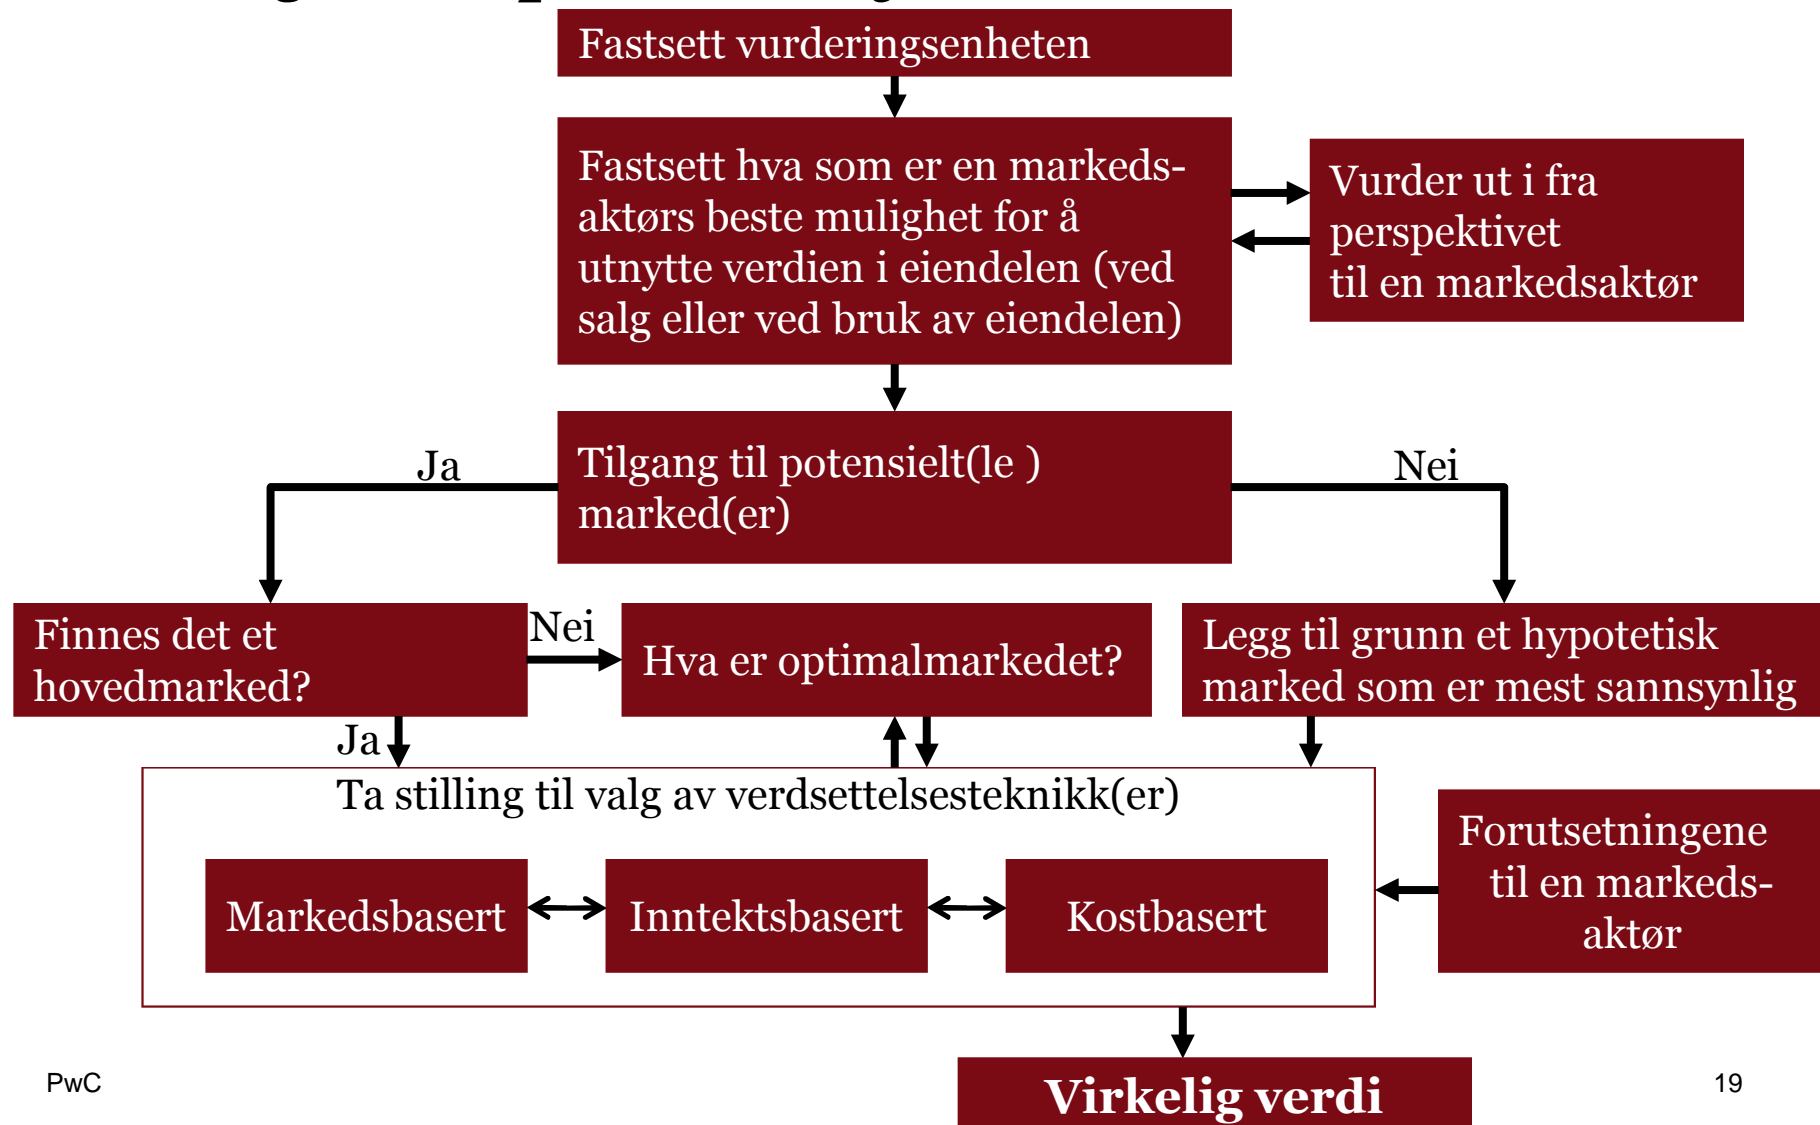 Fastsett vurderingsenheten
Fastsett hva som er en markeds-
aktørs beste mulighet for å
utnytte verdien i eiendelen (ved
salg eller ved bruk av eiendelen)
Vurder ut i fra
perspektivet
til en markedsaktør
Ja
Tilgang til potensielt(le )
marked(er)
Nei
Finnes det et
hovedmarked?
Nei
Hva er optimalmarkedet?
Legg til grunn et hypotetisk
marked som er mest sannsynlig
Ja
Ta stilling til valg av verdsettelsesteknikk(er)
Markedsbasert
Inntektsbasert
Kostbasert
Forutsetningene
til en markeds-
aktør
Virkelig verdi
PwC
19